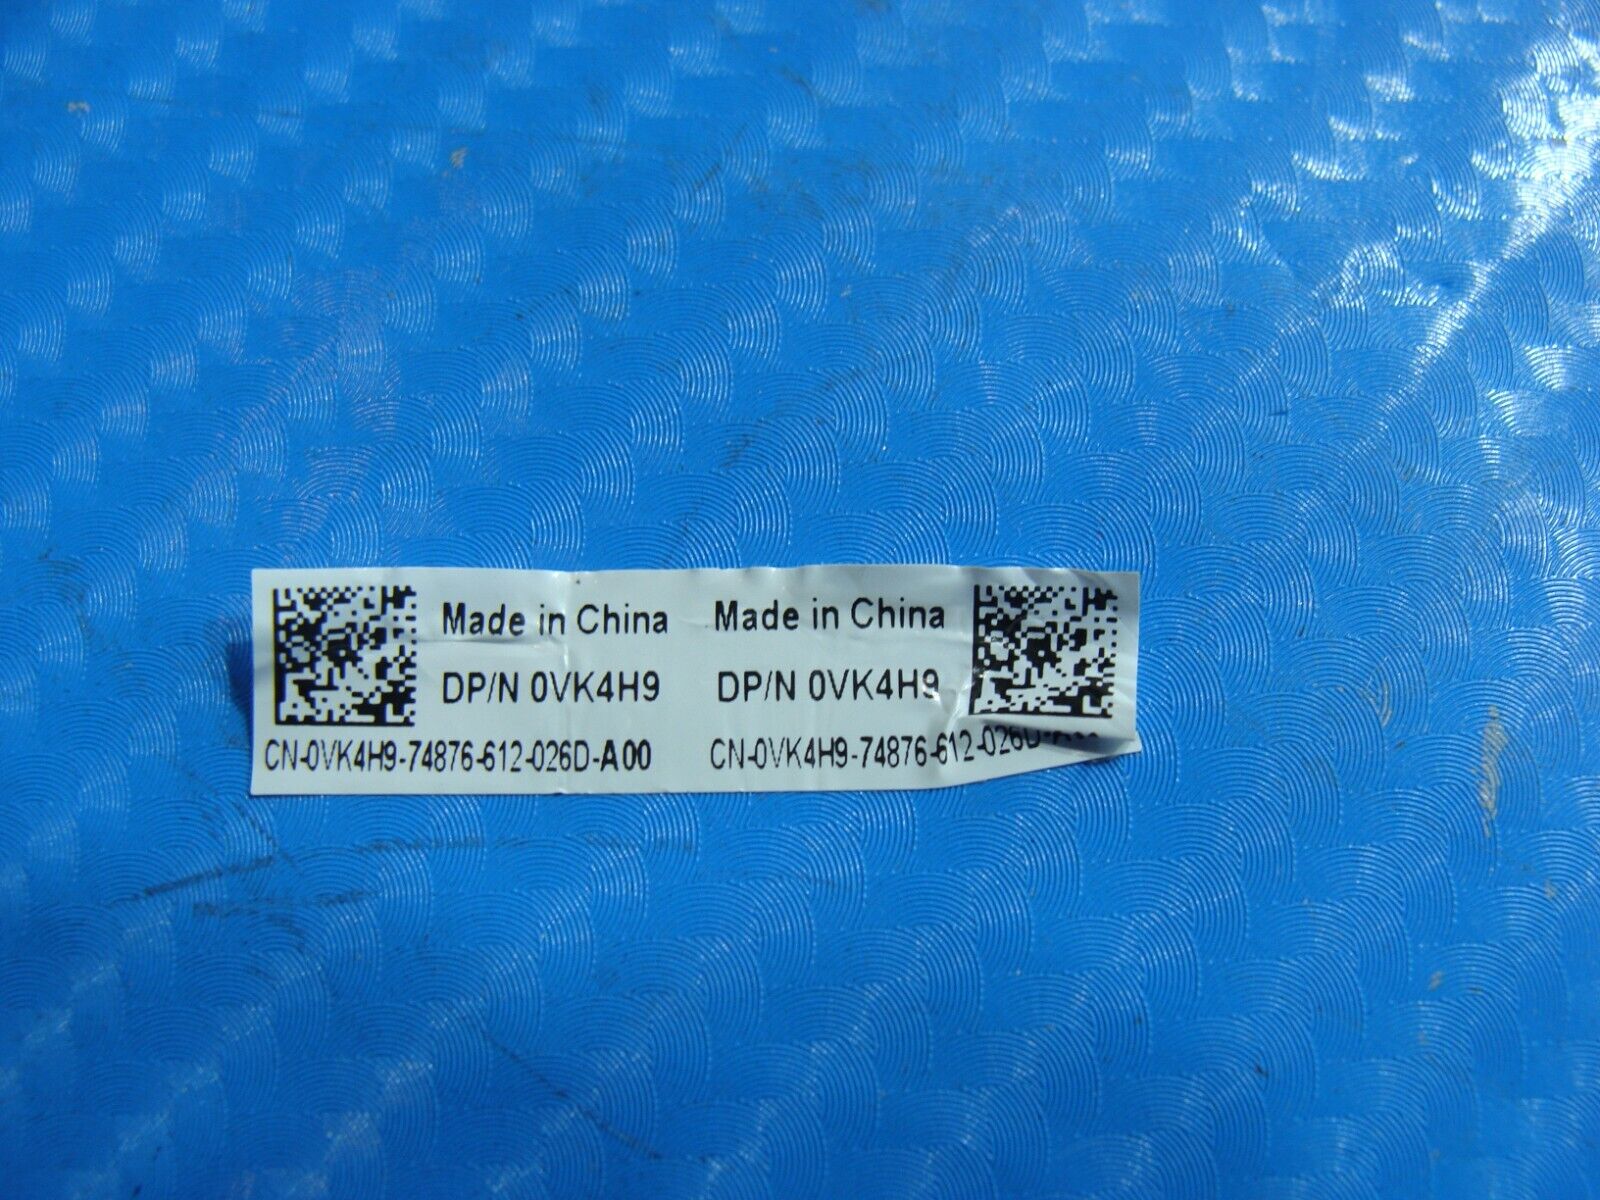 Made in China Made in China
DP/N 0VK4H9 DP/N 0VK4H9
CN-0VK4H9-74876-612-026D-A00 CN-0VK4H9-74876-612-026D-A00